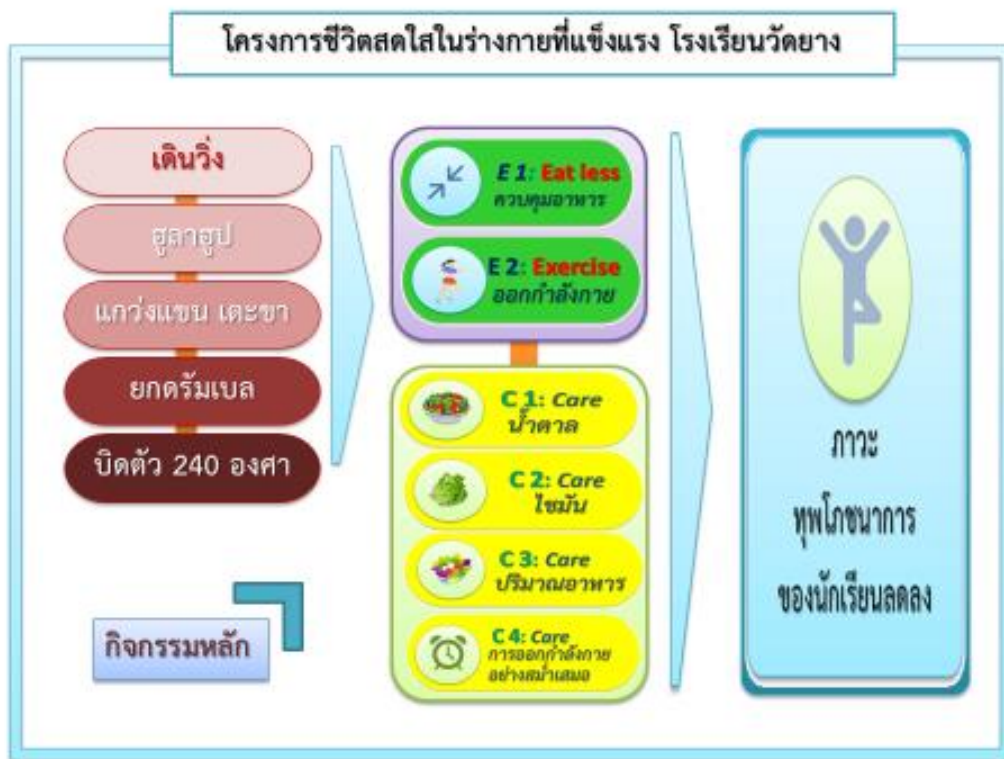 โครงการชีวิตสดใสในร่างกายที่แข็งแรง โรงเรียนวัดยาง
เดินวิ่ง
ฮูลาฮูป
แกว่งแขน เตะขา
ยกดรัมเบล
บิดตัว 240 องศา
กิจกรรมหลัก
E 1: Eat less
ควบคุมอาหาร
E 2: Exercise
ออกกำลังกาย
C 1: Care
น้ำตาล
C 2: Care
ไขมัน
C 3: Care
ปริมาณอาหาร
C 4: Care
การออกกำลังกาย
อย่างสม่ำเสมอ
ภาวะ
ทุพโภชนาการ
ของนักเรียนลดลง